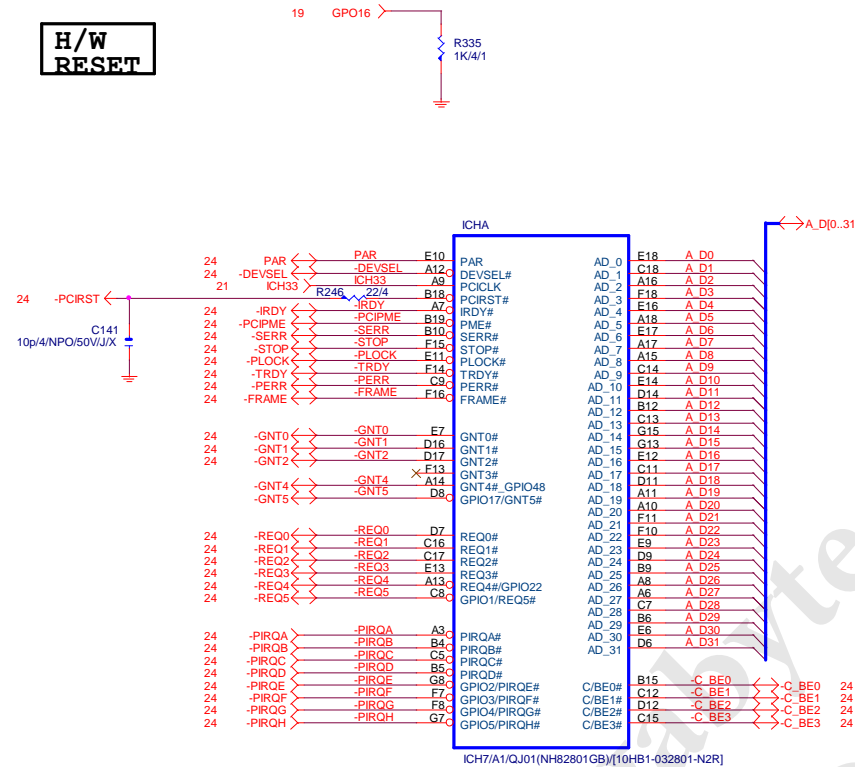 19 GPO16
H/W
RESET
R335
1K/4/1
ICHA
A_D[0..31
24 PAR PAR E10 PAR AD_0 E18 A_D0
24 -DEVSEL -DEVSEL A12 DEVSEL# AD_1 C18 A_D1
21 ICH33 ICH33 A9 PCICLK AD_2 A16 A_D2
24 -PCIRST R246 22/4 B18 PCIRST# AD_3 F18 A_D3
24 -IRDY -IRDY A7 IRDY# AD_4 E16 A_D4
24 -PCIPME -PCIPME B19 PME# AD_5 A18 A_D5
24 -SERR -SERR B10 SERR# AD_6 E17 A_D6
24 -STOP -STOP F15 STOP# AD_7 A17 A_D7
24 -PLOCK -PLOCK E11 PLOCK# AD_8 A15 A_D8
24 -TRDY -TRDY F14 TRDY# AD_9 C14 A_D9
24 -PERR -PERR C9 PERR# AD_10 E14 A_D10
24 -FRAME -FRAME F16 FRAME# AD_11 D14 A_D11
C141
10p/4/NPO/50V/J/X
AD_12 B12 A_D12
AD_13 C13 A_D13
24 -GNT0 -GNT0 E7 GNT0# AD_14 G15 A_D14
24 -GNT1 -GNT1 D16 GNT1# AD_15 G13 A_D15
24 -GNT2 -GNT2 D17 GNT2# AD_16 E12 A_D16
F13 GNT3# AD_17 C11 A_D17
24 -GNT4 -GNT4 A14 GNT4#_GPIO48 AD_18 D11 A_D18
24 -GNT5 -GNT5 D8 GPIO17/GNT5# AD_19 A11 A_D19
AD_20 A10 A_D20
AD_21 F11 A_D21
24 -REQ0 -REQ0 D7 REQ0# AD_22 F10 A_D22
24 -REQ1 -REQ1 C16 REQ1# AD_23 E9 A_D23
24 -REQ2 -REQ2 C17 REQ2# AD_24 D9 A_D24
24 -REQ3 -REQ3 E13 REQ3# AD_25 B9 A_D25
24 -REQ4 -REQ4 A13 REQ4#/GPIO22 AD_26 A8 A_D26
24 -REQ5 -REQ5 C8 GPIO1/REQ5# AD_27 A6 A_D27
AD_28 C7 A_D28
AD_29 B6 A_D29
24 -PIRQA -PIRQA A3 PIRQA# AD_30 E6 A_D30
24 -PIRQB -PIRQB B4 PIRQB# AD_31 D6 A_D31
24 -PIRQC -PIRQC C5 PIRQC#
24 -PIRQD -PIRQD B5 PIRQD#
24 -PIRQE -PIRQE G8 GPIO2/PIRQE# C/BE0# B15 -C_BE0 -C_BE0 24
24 -PIRQF -PIRQF F7 GPIO3/PIRQF# C/BE1# C12 -C_BE1 -C_BE1 24
24 -PIRQG -PIRQG F8 GPIO4/PIRQG# C/BE2# D12 -C_BE2 -C_BE2 24
24 -PIRQH -PIRQH G7 GPIO5/PIRQH# C/BE3# C15 -C_BE3 -C_BE3 24
ICH7/A1/QJ01(NH82801GB)/[10HB1-032801-N2R]
abyte